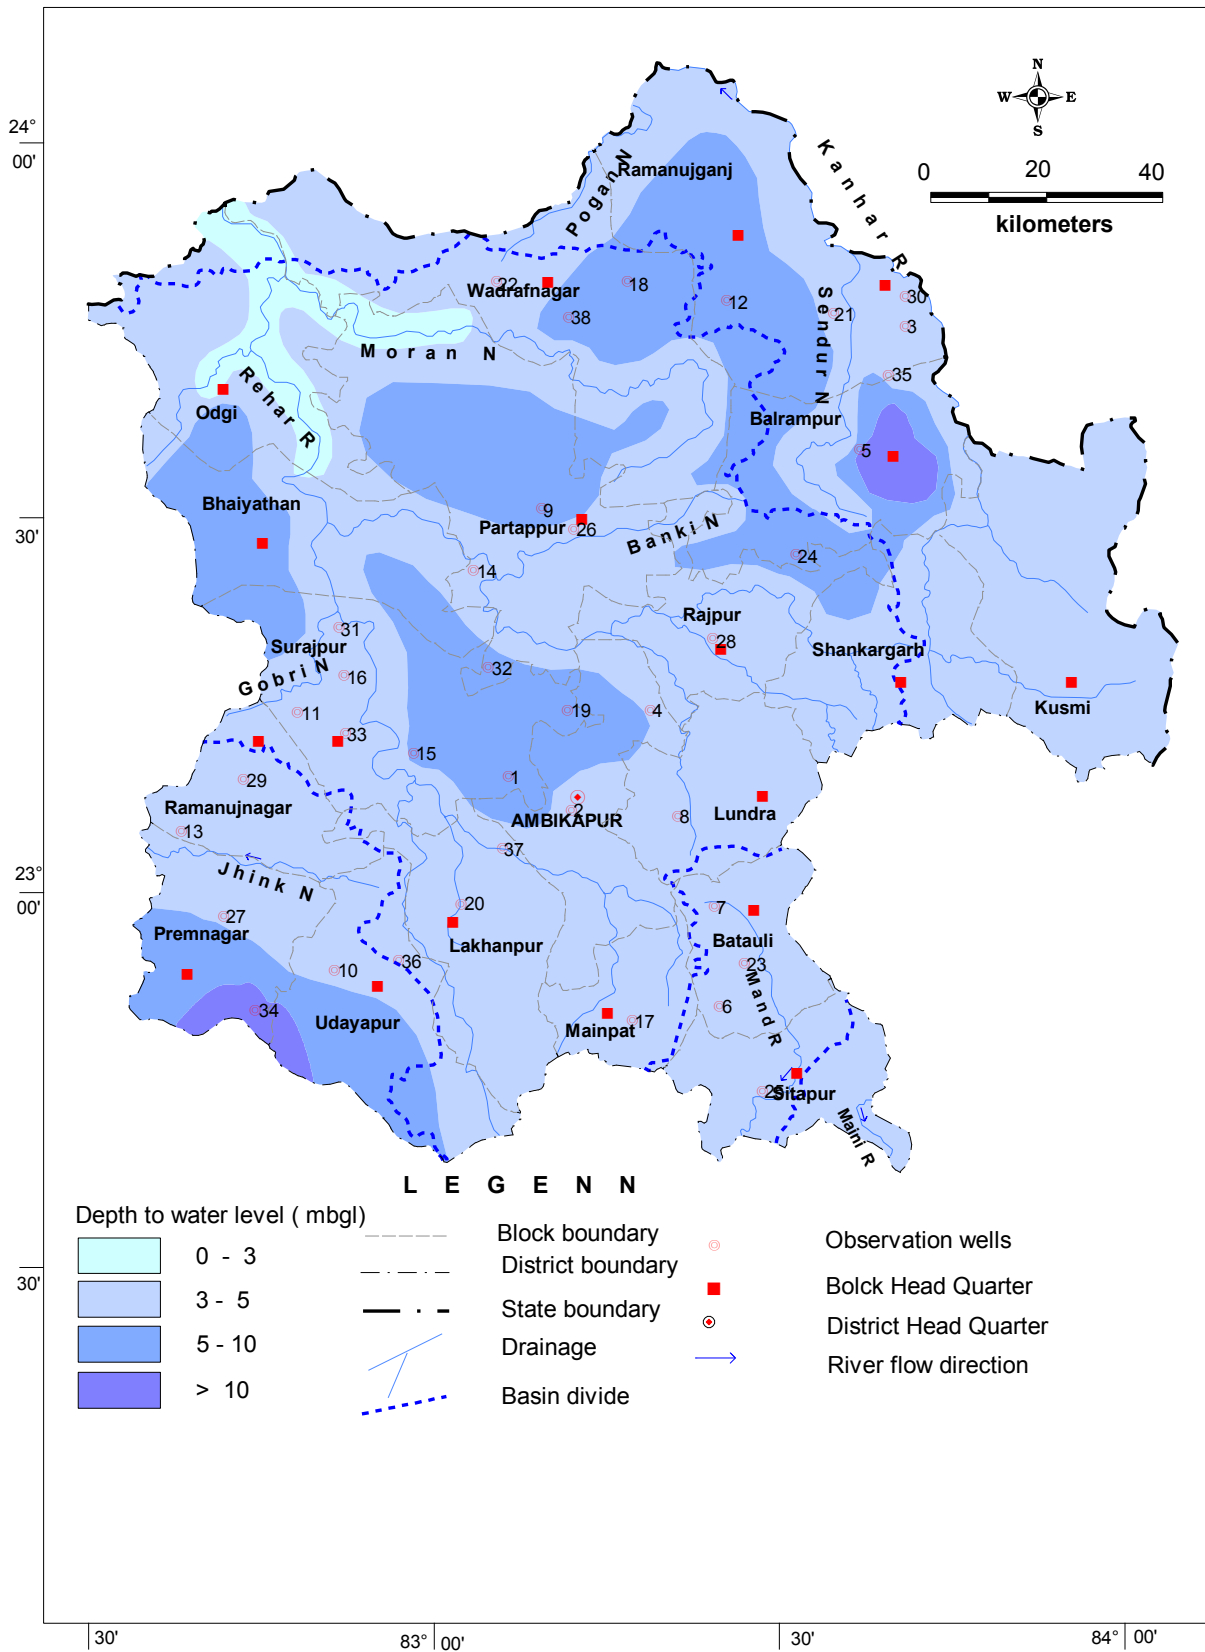 N
W E
S
24°
00'
0 20 40
kilometers
Kanhar R
Pogan N
Ramanujganj
22
Wadrafnagar
18
38
12
Sendur N
21
30
3
35
Moran N
Rehar R
Odgi
Balrampur
5
Bhaiyathan
30'
9
Partappur
26
Banki N
14
24
31
Surajpur
Rajpur
28
Shankargarh
Gobri N
16
32
Kusmi
11
19
4
33
15
1
29
Ramanujnagar
2
AMBIKAPUR
8
Lundra
13
37
Jhink N
23°
00'
20
7
27
Premnagar
Lakhanpur
Batauli
10
36
23
Mand R
34
Udayapur
6
Mainpat
17
25
Sitapur
Maini R
LEGENN
Depth to water level ( mbgl)
0 - 3
3 - 5
5 - 10
> 10
Block boundary
District boundary
State boundary
Drainage
Basin divide
Observation wells
Bolck Head Quarter
District Head Quarter
River flow direction
30'
30'
83° 00'
30'
84° 00'